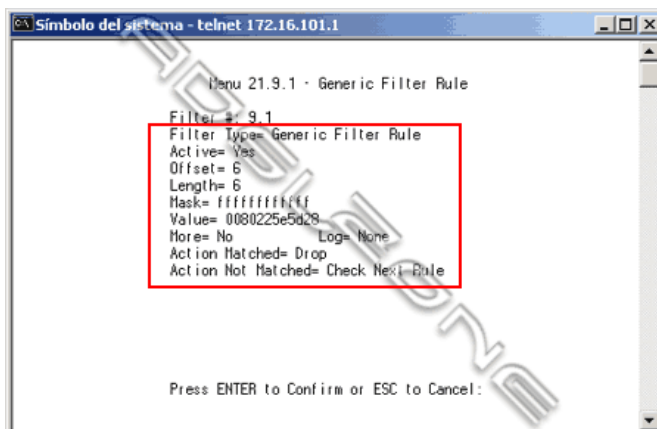 Símbolo del sistema - telnet 172.16.101.1
Menu 21.9.1 - Generic Filter Rule
Filter #: 9.1
Filter Type= Generic Filter Rule
Active= Yes
Offset= 6
Length= 6
Mask= ffffffffffff
Value= 0080225e5d28
More= No Log= None
Action Matched= Drop
Action Not Matched= Check Next Rule
Press ENTER to Confirm or ESC to Cancel:
ADSLZONE